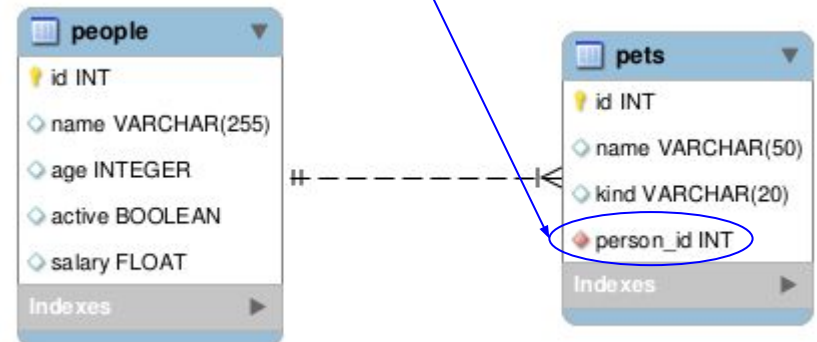 people
id INT
name VARCHAR(255)
age INTEGER
active BOOLEAN
salary FLOAT
Indexes
pets
id INT
name VARCHAR(50)
kind VARCHAR(20)
person_id INT
Indexes